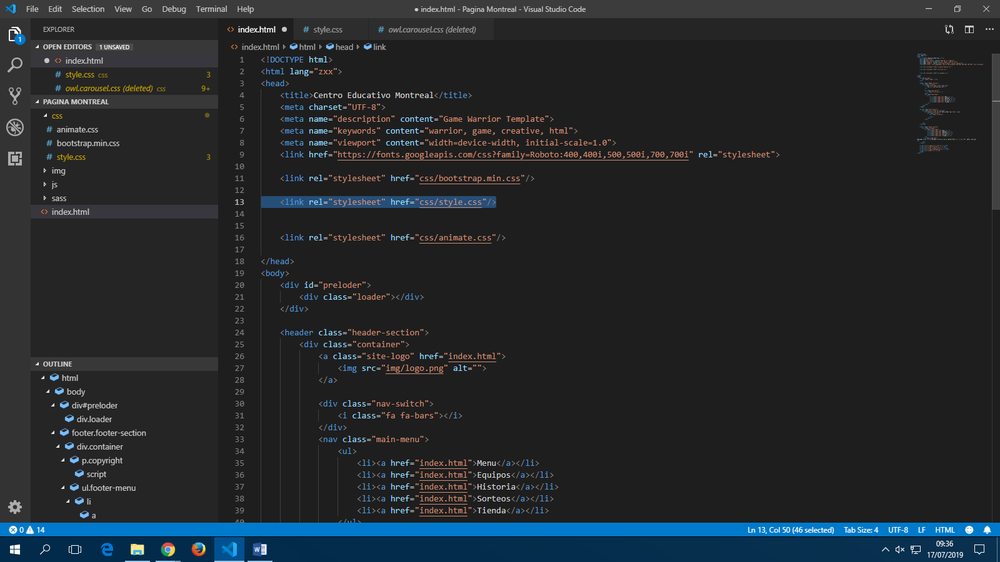 File Edit Selection View Go Debug Terminal Help
● index.html - Pagina Montreal - Visual Studio Code
EXPLORER
OPEN EDITORS 1 UNSAVED
index.html
style.css css 3
owl.carousel.css (deleted) css 9+
PAGINA MONTREAL
css
animate.css
bootstrap.min.css
style.css 3
img
js
sass
index.html
OUTLINE
html
body
div#preloder
div.loader
footer.footer-section
div.container
p.copyright
script
ul.footer-menu
li
a
1
index.html style.css owl.carousel.css (deleted)
index.html html head link
1 <!DOCTYPE html>
2 <html lang="zxx">
3 <head>
4 <title>Centro Educativo Montreal</title>
5 <meta charset="UTF-8">
6 <meta name="description" content="Game Warrior Template">
7 <meta name="keywords" content="warrior, game, creative, html">
8 <meta name="viewport" content="width=device-width, initial-scale=1.0">
9 <link href="https://fonts.googleapis.com/css?family=Roboto:400,400i,500,500i,700,700i" rel="stylesheet">
10
11 <link rel="stylesheet" href="css/bootstrap.min.css"/>
12
13 <link rel="stylesheet" href="css/style.css"/>
14
15
16 <link rel="stylesheet" href="css/animate.css"/>
17
18 </head>
19 <body>
20 <div id="preloder">
21 <div class="loader"></div>
22 </div>
23
24 <header class="header-section">
25 <div class="container">
26 <a class="site-logo" href="index.html">
27 <img src="img/logo.png" alt="">
28 </a>
29
30 <div class="nav-switch">
31 <i class="fa fa-bars"></i>
32 </div>
33 <nav class="main-menu">
34 <ul>
35 <li><a href="index.html">Menu</a></li>
36 <li><a href="index.html">Equipos</a></li>
37 <li><a href="index.html">Historia</a></li>
38 <li><a href="index.html">Sorteos</a></li>
39 <li><a href="index.html">Tienda</a></li>
40 </ul>
0 14
Ln 13, Col 50 (46 selected) Tab Size: 4 UTF-8 LF HTML
09:36
17/07/2019